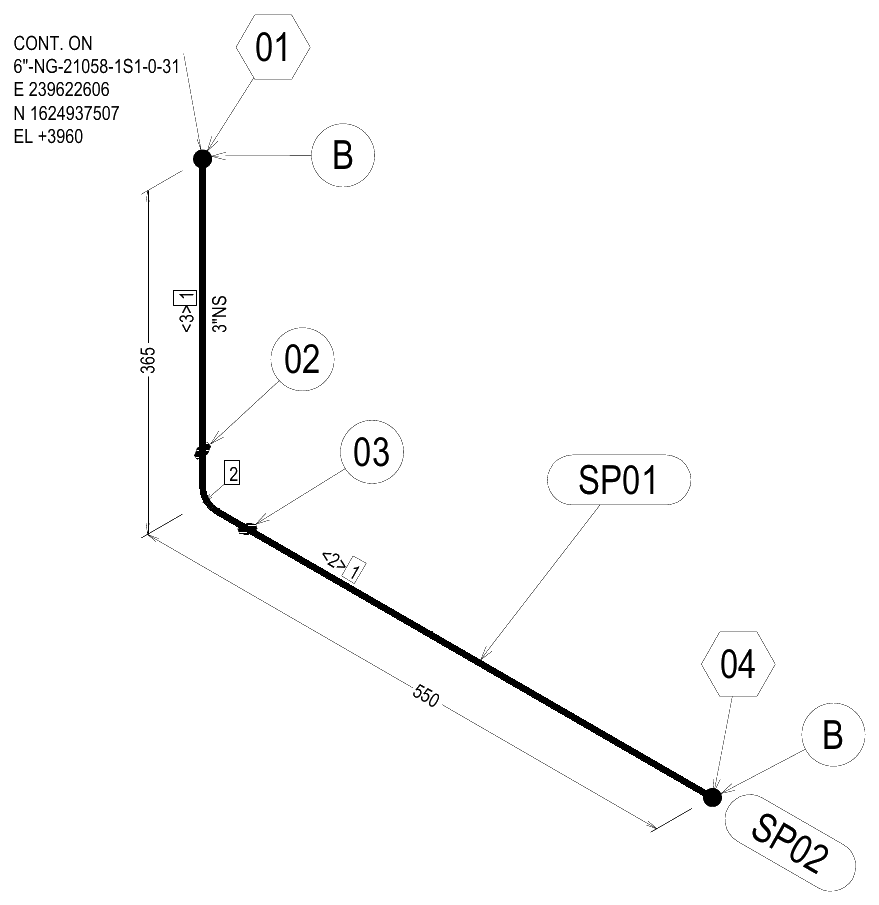 CONT. ON
6"-NG-21058-1S1-0-31
E 239622606
N 1624937507
EL +3960
01
B
<3> 1
3"NS
365
02
03
2
SP01
<2> 1
550
04
B
SP02